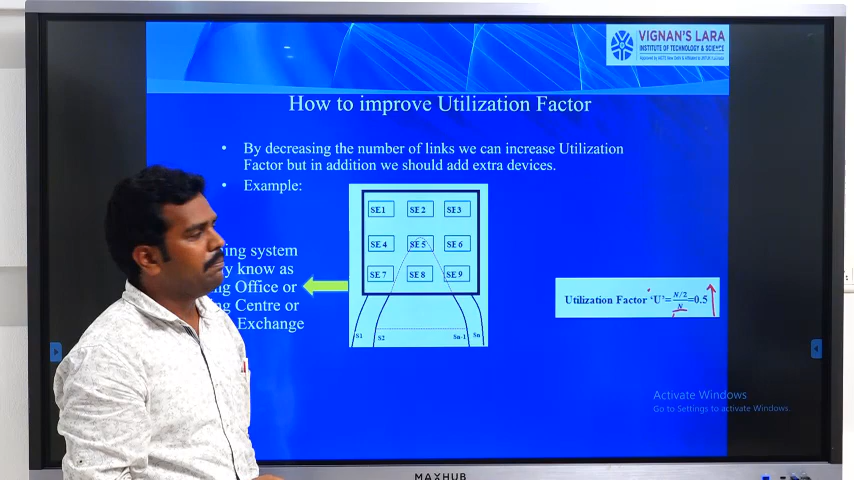 VIGNAN'S LARA
INSTITUTE OF TECHNOLOGY & SCIENCE
How to improve Utilization Factor
• By decreasing the number of links we can increase Utilization
Factor but in addition we should add extra devices.
• Example:
SE1 SE 2 SE3
SE 4 SE 5 SE 6
SE 7 SE 8 SE 9
S1 S2 Sn-1 Sn
system
know as
Office or
Centre or
Exchange
Utilization Factor 'U'=N/2/N=0.5
Activate Windows
Go to Settings to activate Windows.
MAXHUB